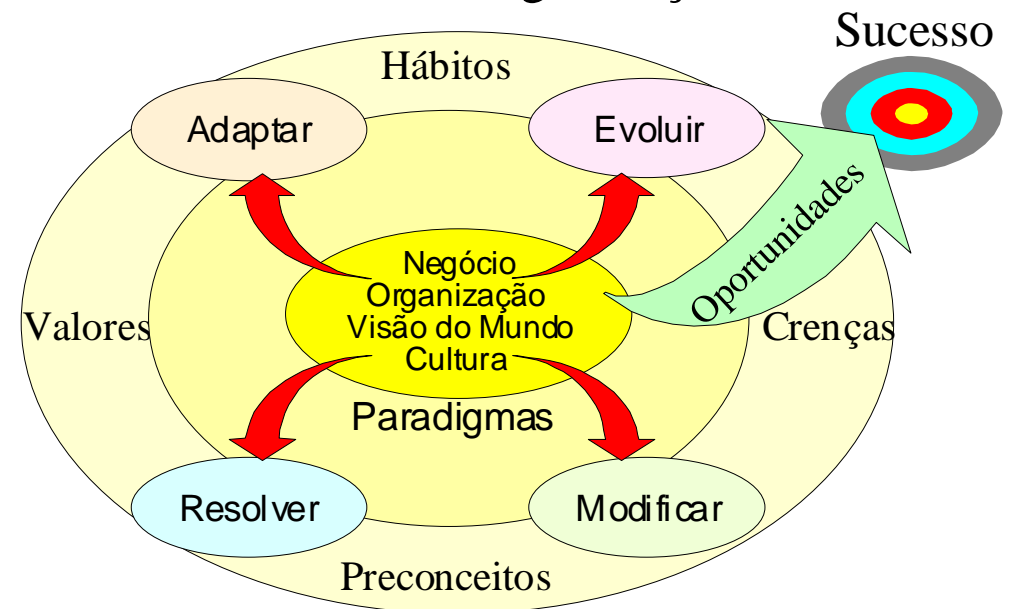 Sucesso
Hábitos
Adaptar
Evoluir
Oportunidades
Negócio
Organização
Visão do Mundo
Cultura
Valores
Crenças
Paradigmas
Resolver
Modificar
Preconceitos